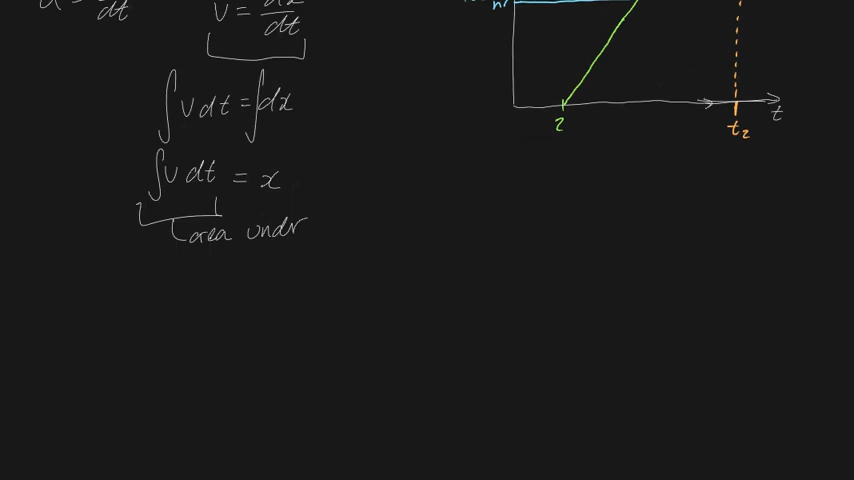 dt
v = dx/dt
∫v dt = ∫dx
∫v dt = x
area under
2
t
t₂